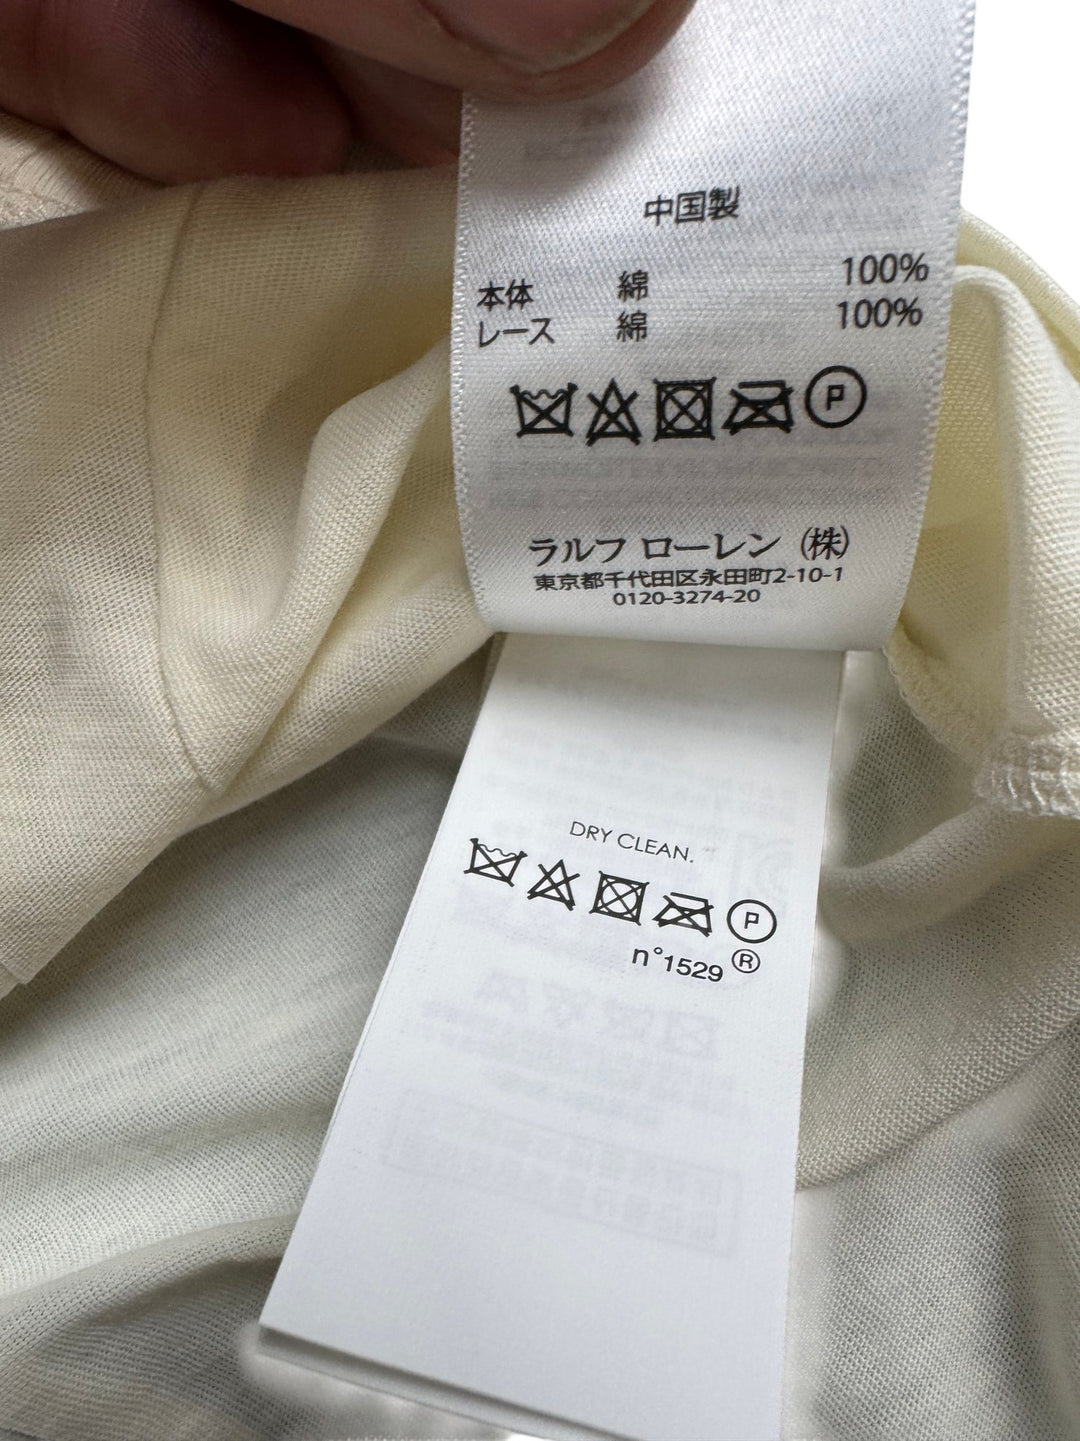 中国製
本体 綿 100%
レース 綿 100%
P
ラルフ ローレン (株)
東京都千代田区永田町2-10-1
0120-3274-20
DRY CLEAN.
P
n°1529 ®